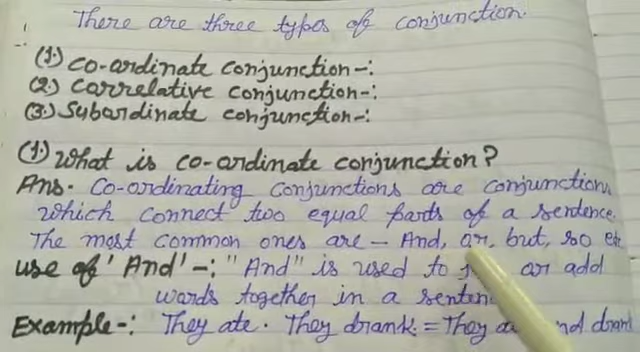 There are three types of conjunction.
(1.) Co-ordinate conjunction-:
(2.) Correlative conjunction-:
(3.) Subordinate conjunction-:
(1.) What is co-ordinate conjunction?
Ans. Co-ordinating conjunctions are conjunctions
which connect two equal parts of a sentence.
The most common ones are - And, or, but, so etc
use of 'And' -: "And" is used to or add
words together in a
Example-: They ate. They drank. = They and drank